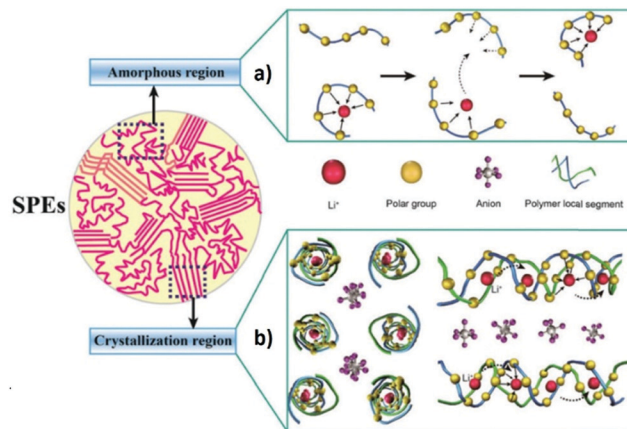 Amorphous region
a)
SPEs
Li⁺
Polar group
Anion
Polymer local segment
b)
Li⁺
Li⁺
Crystallization region